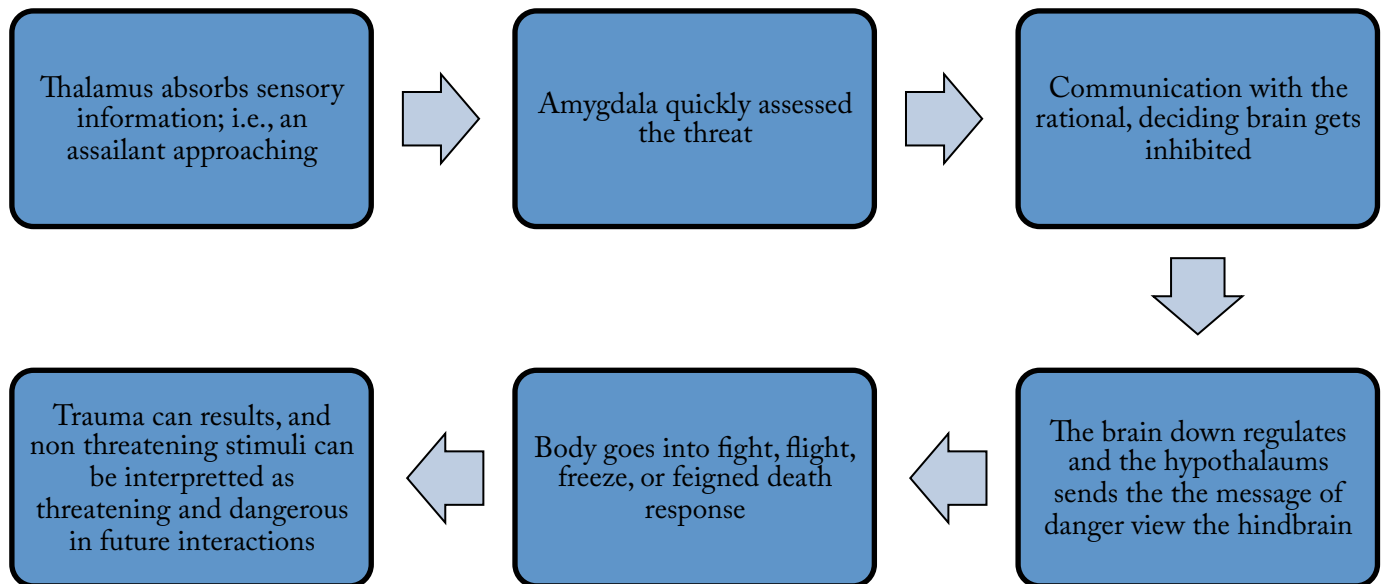 Thalamus absorbs sensory
information; i.e., an
assailant approaching
Amygdala quickly assessed
the threat
Communication with the
rational, deciding brain gets
inhibited
The brain down regulates
and the hypothalaums
sends the the message of
danger view the hindbrain
Body goes into fight, flight,
freeze, or feigned death
response
Trauma can results, and
non threatening stimuli can
be interpretted as
threatening and dangerous
in future interactions